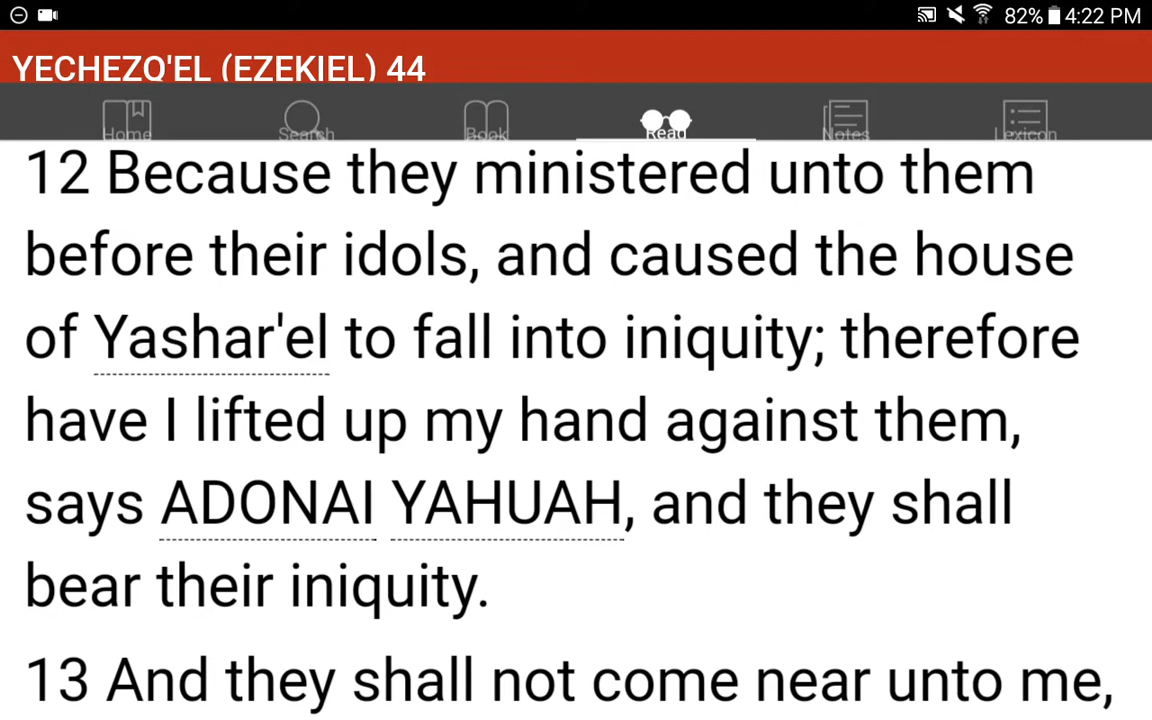 82% 4:22 PM
YECHEZQ'EL (EZEKIEL) 44
Home Search Book Read Notes Lexicon
12 Because they ministered unto them
before their idols, and caused the house
of Yashar'el to fall into iniquity; therefore
have I lifted up my hand against them,
says ADONAI YAHUAH, and they shall
bear their iniquity.
13 And they shall not come near unto me,